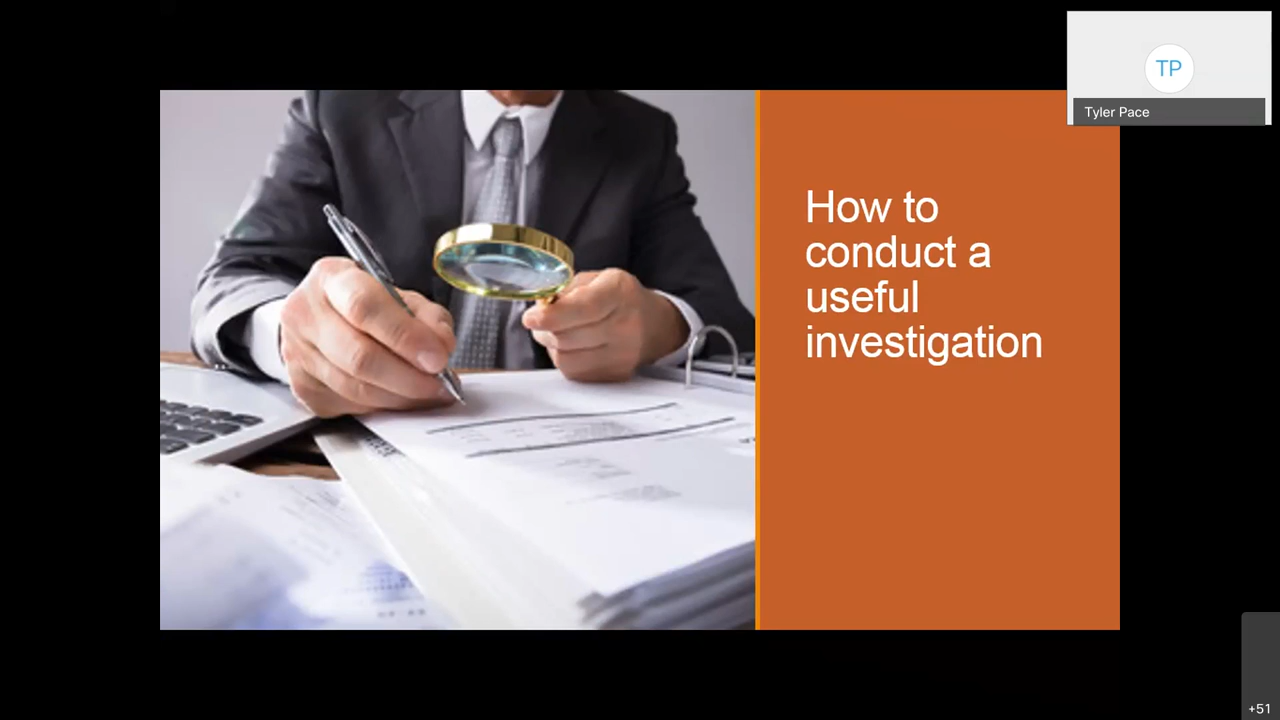 TP
Tyler Pace
How to
conduct a
useful
investigation
+51